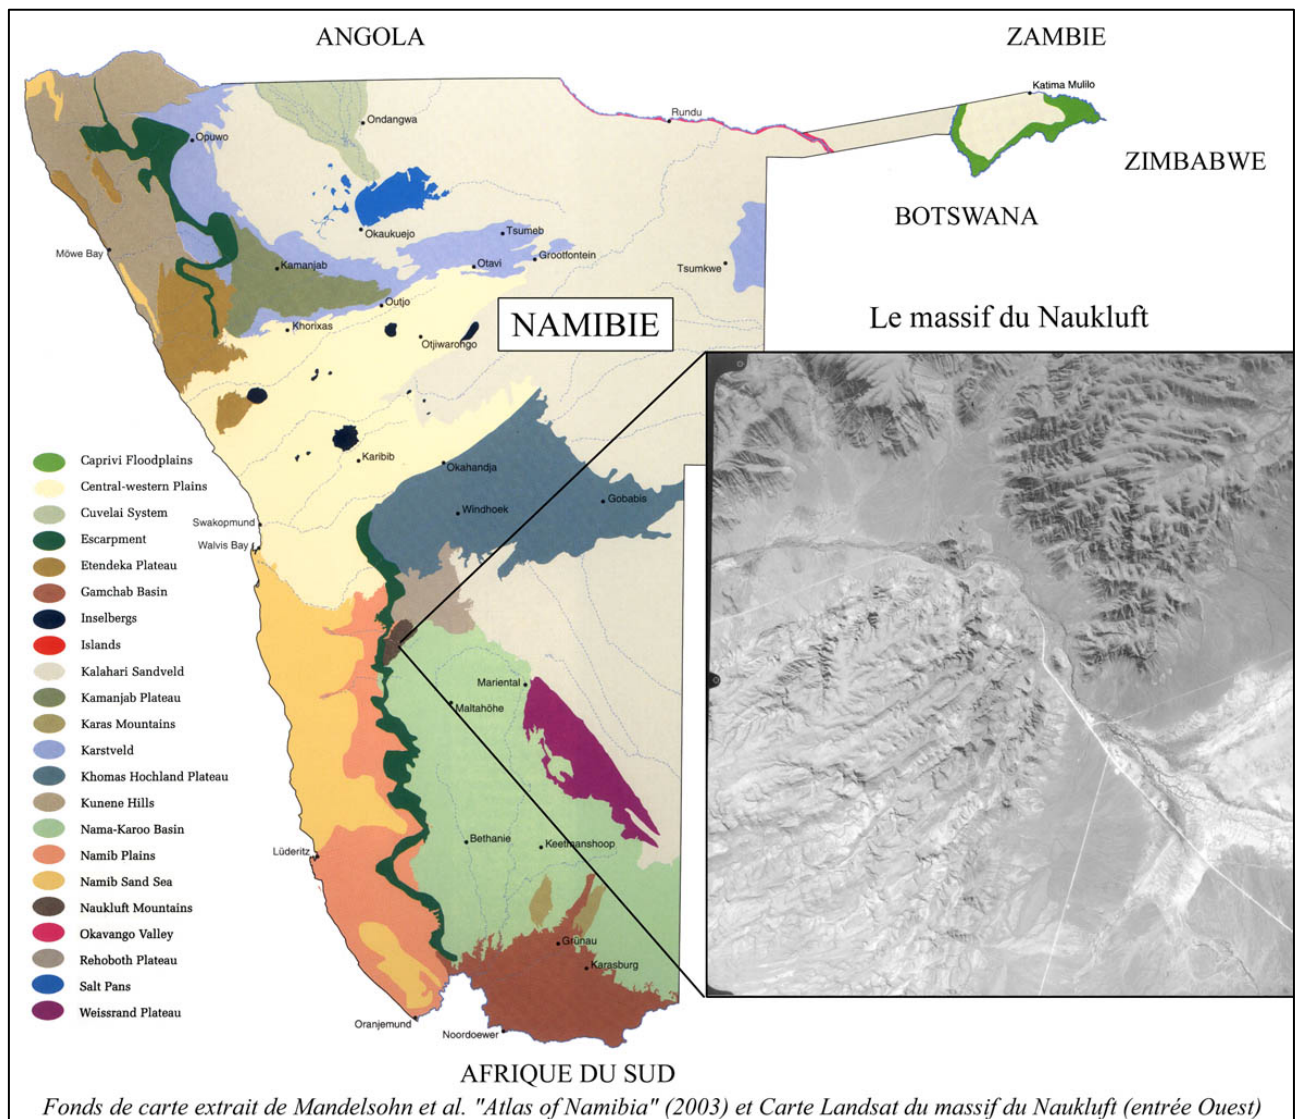 ANGOLA
ZAMBIE
Katima Mulilo
Rundu
Ondangwa
Opuwo
ZIMBABWE
BOTSWANA
Okaukuejo
Tsumeb
Möwe Bay
Grootfontein
Kamanjab
Otavi
Tsumkwe
Outjo
Le massif du Naukluft
NAMIBIE
Khorixas
Otjiwarongo
Karibib
Okahandja
Gobabis
Windhoek
Swakopmund
Walvis Bay
Mariental
Maltahöhe
Bethanie
Keetmanshoop
Lüderitz
Grünau
Karasburg
Oranjemund
Noordoewer
Caprivi Floodplains
Central-western Plains
Cuvelai System
Escarpment
Etendeka Plateau
Gamchab Basin
Inselbergs
Islands
Kalahari Sandveld
Kamanjab Plateau
Karas Mountains
Karstveld
Khomas Hochland Plateau
Kunene Hills
Nama-Karoo Basin
Namib Plains
Namib Sand Sea
Naukluft Mountains
Okavango Valley
Rehoboth Plateau
Salt Pans
Weissrand Plateau
AFRIQUE DU SUD
Fonds de carte extrait de Mandelsohn et al. "Atlas of Namibia" (2003) et Carte Landsat du massif du Naukluft (entrée Ouest)